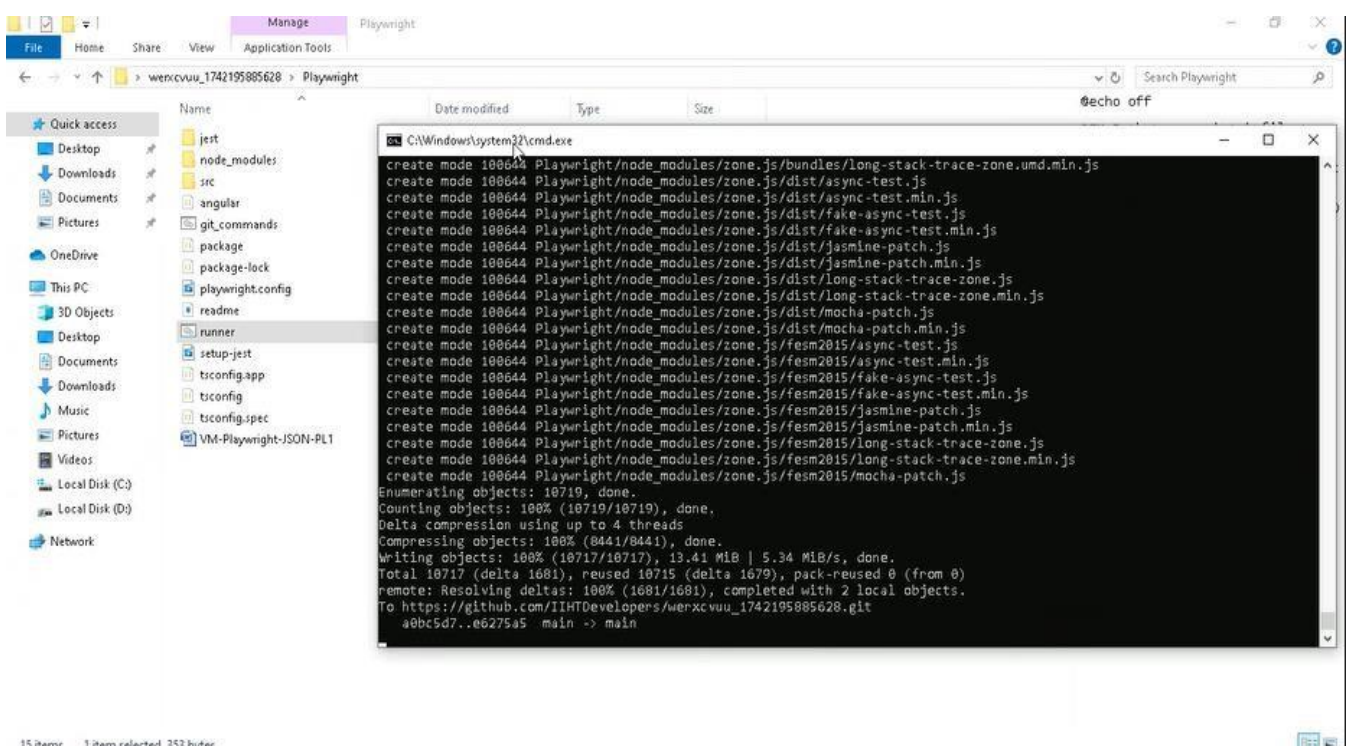 Manage
Playwright
File
Home
Share
View
Application Tools
werxcvuu_1742195885628 > Playwright
Search Playwright
Name
Date modified
Type
Size
@echo off
Quick access
Desktop
Downloads
Documents
Pictures
OneDrive
This PC
3D Objects
Desktop
Documents
Downloads
Music
Pictures
Videos
Local Disk (C:)
Local Disk (D:)
Network
jest
node_modules
src
angular
git_commands
package
package-lock
playwright.config
readme
runner
setup-jest
tsconfig.app
tsconfig
tsconfig.spec
VM-Playwright-JSON-PL1
C:\Windows\system32\cmd.exe
create mode 100644 Playwright/node_modules/zone.js/bundles/long-stack-trace-zone.umd.min.js
create mode 100644 Playwright/node_modules/zone.js/dist/async-test.js
create mode 100644 Playwright/node_modules/zone.js/dist/async-test.min.js
create mode 100644 Playwright/node_modules/zone.js/dist/fake-async-test.js
create mode 100644 Playwright/node_modules/zone.js/dist/fake-async-test.min.js
create mode 100644 Playwright/node_modules/zone.js/dist/jasmine-patch.js
create mode 100644 Playwright/node_modules/zone.js/dist/jasmine-patch.min.js
create mode 100644 Playwright/node_modules/zone.js/dist/long-stack-trace-zone.js
create mode 100644 Playwright/node_modules/zone.js/dist/long-stack-trace-zone.min.js
create mode 100644 Playwright/node_modules/zone.js/dist/mocha-patch.js
create mode 100644 Playwright/node_modules/zone.js/dist/mocha-patch.min.js
create mode 100644 Playwright/node_modules/zone.js/fesm2015/async-test.js
create mode 100644 Playwright/node_modules/zone.js/fesm2015/async-test.min.js
create mode 100644 Playwright/node_modules/zone.js/fesm2015/fake-async-test.js
create mode 100644 Playwright/node_modules/zone.js/fesm2015/fake-async-test.min.js
create mode 100644 Playwright/node_modules/zone.js/fesm2015/jasmine-patch.js
create mode 100644 Playwright/node_modules/zone.js/fesm2015/jasmine-patch.min.js
create mode 100644 Playwright/node_modules/zone.js/fesm2015/long-stack-trace-zone.js
create mode 100644 Playwright/node_modules/zone.js/fesm2015/long-stack-trace-zone.min.js
create mode 100644 Playwright/node_modules/zone.js/fesm2015/mocha-patch.js
Enumerating objects: 10719, done.
Counting objects: 100% (10719/10719), done.
Delta compression using up to 4 threads
Compressing objects: 100% (8441/8441), done.
Writing objects: 100% (10717/10717), 13.41 MiB | 5.34 MiB/s, done.
Total 10717 (delta 1681), reused 10715 (delta 1679), pack-reused 0 (from 0)
remote: Resolving deltas: 100% (1681/1681), completed with 2 local objects.
To https://github.com/IIHTDevelopers/werxcvuu_1742195885628.git
a0bc5d7..e6275a5 main -> main
15 items
1 item selected 353 bytes